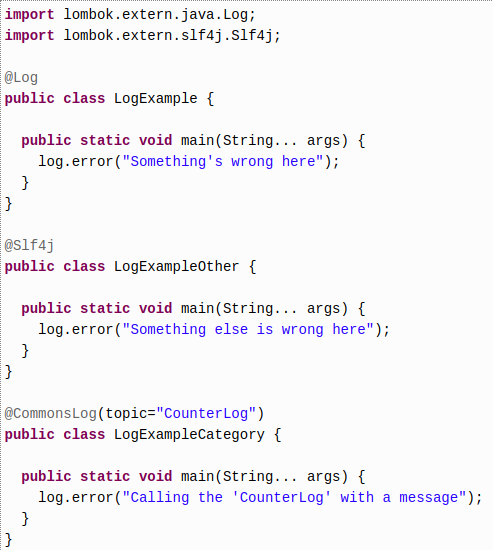 import lombok.extern.java.Log;
import lombok.extern.slf4j.Slf4j;

@Log
public class LogExample {

  public static void main(String... args) {
    log.error("Something's wrong here");
  }
}

@Slf4j
public class LogExampleOther {

  public static void main(String... args) {
    log.error("Something else is wrong here");
  }
}

@CommonsLog(topic="CounterLog")
public class LogExampleCategory {

  public static void main(String... args) {
    log.error("Calling the 'CounterLog' with a message");
  }
}